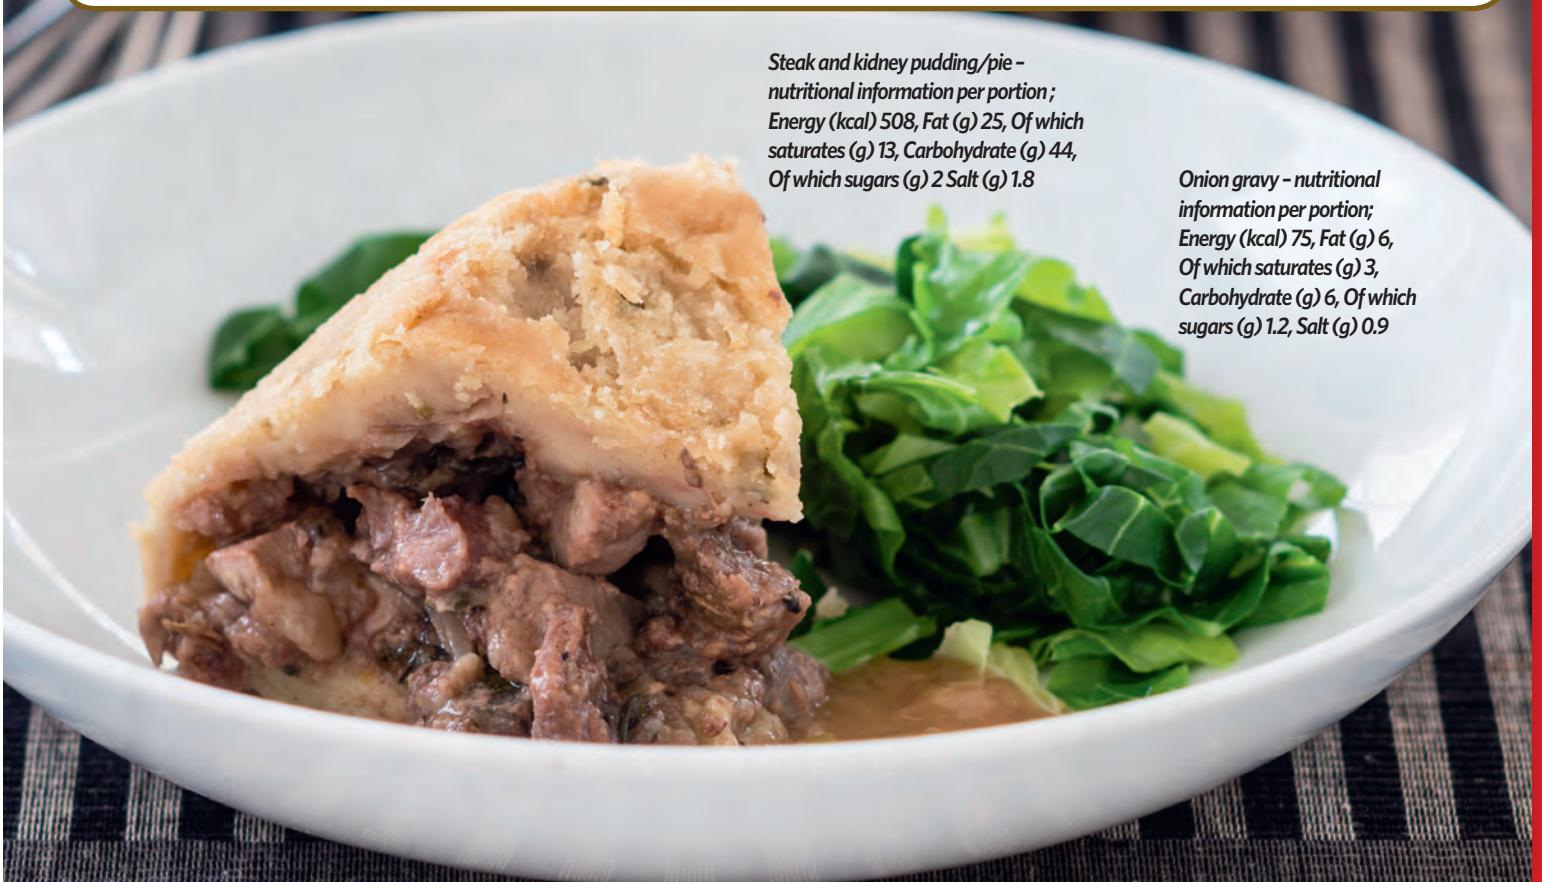 Steak and kidney pudding/pie –
nutritional information per portion ;
Energy (kcal) 508, Fat (g) 25, Of which
saturates (g) 13, Carbohydrate (g) 44,
Of which sugars (g) 2 Salt (g) 1.8
Onion gravy – nutritional
information per portion;
Energy (kcal) 75, Fat (g) 6,
Of which saturates (g) 3,
Carbohydrate (g) 6, Of which
sugars (g) 1.2, Salt (g) 0.9